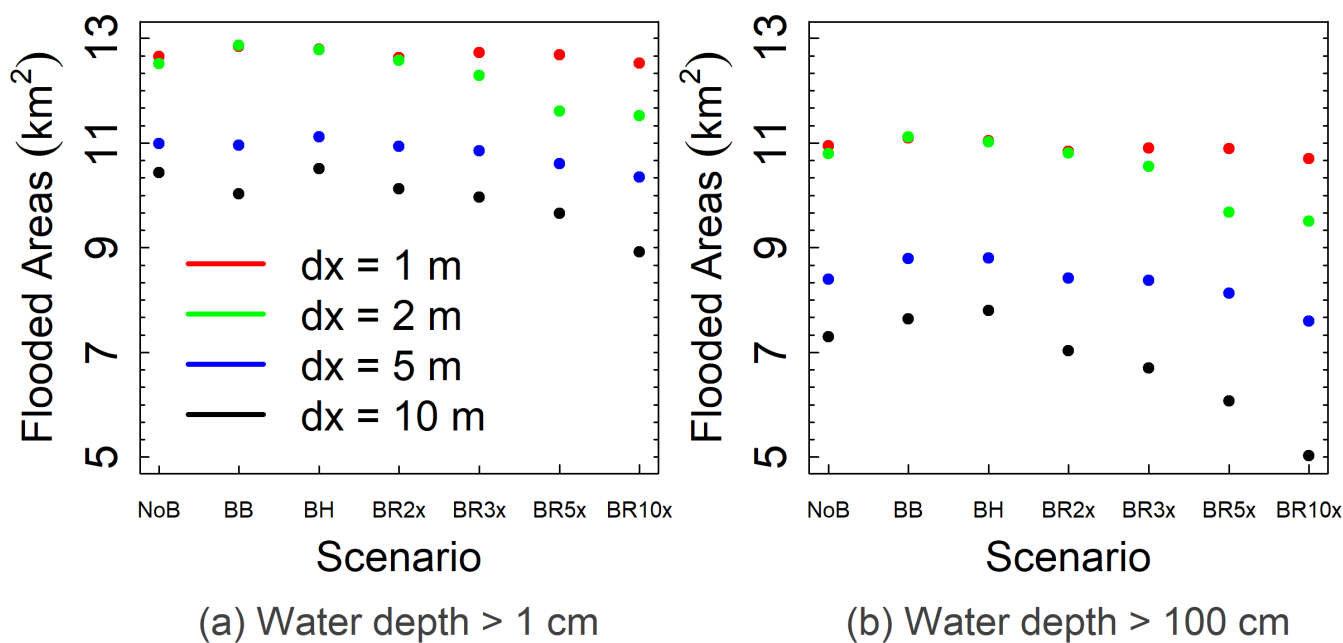 Flooded Areas (km²)
13
11
9
7
5
dx = 1 m
dx = 2 m
dx = 5 m
dx = 10 m
NoB BB BH BR2x BR3x BR5x BR10x
Scenario
(a) Water depth > 1 cm
Flooded Areas (km²)
13
11
9
7
5
NoB BB BH BR2x BR3x BR5x BR10x
Scenario
(b) Water depth > 100 cm